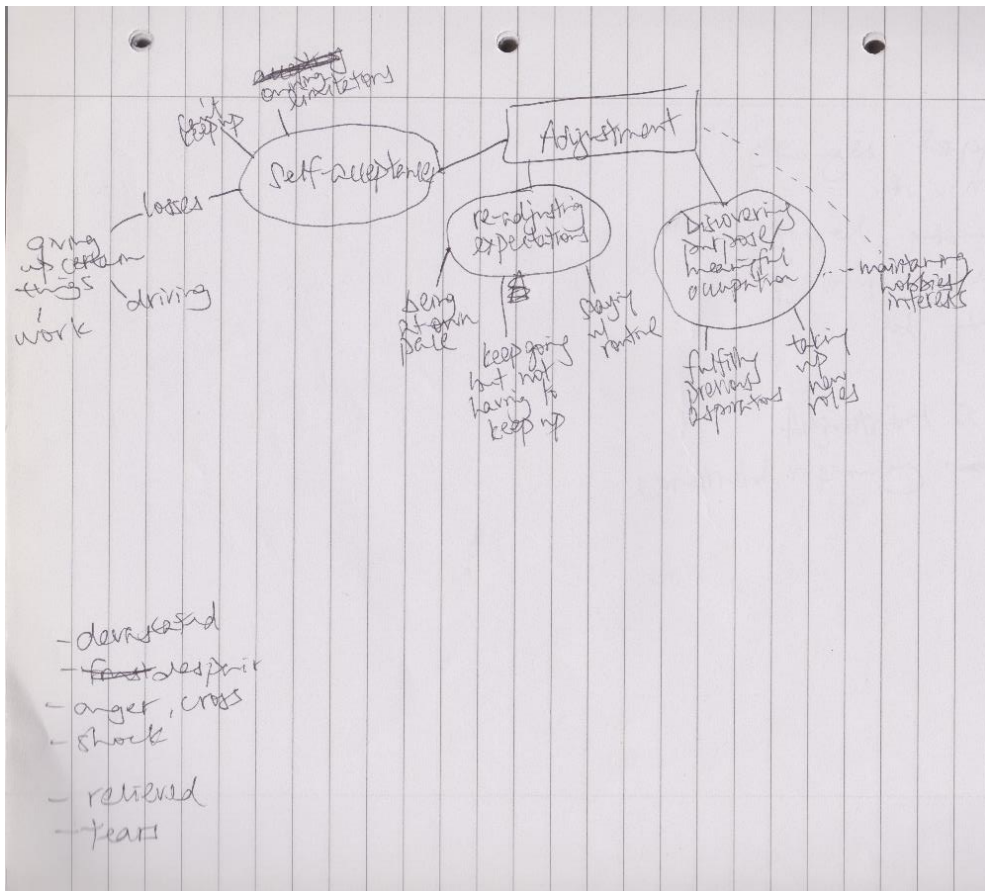 ongoing
limitations
can't
keep up
Self-acceptance
Adjustment
losses
giving
up certain
things
work
driving
re-adjusting
expectations
being
at own
pace
keep going
but not
having to
keep up
staying
in
routine
Discovering
purpose/
meaningful
occupation
maintaining
hobbies/
interests
fulfilling
previous
aspirations
taking
up
new
roles
- devastated
- despair
- anger, cross
- shock
- relieved
- tears